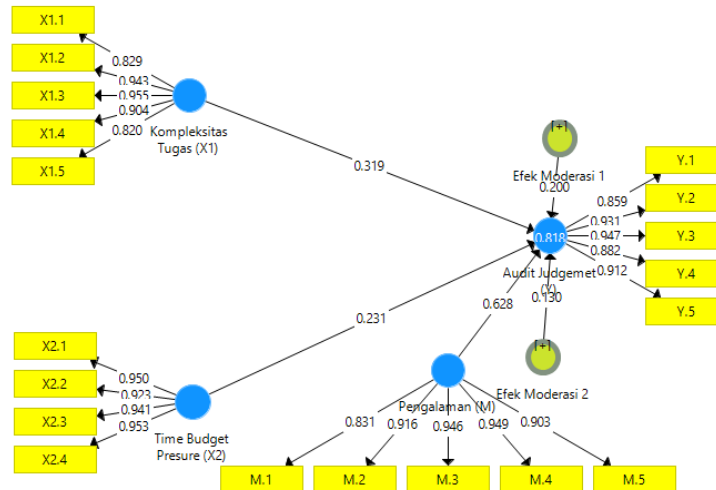 X1.1
X1.2
X1.3
X1.4
X1.5
0.829
0.943
0.955
0.904
0.820
Kompleksitas
Tugas (X1)
0.319
[+]
Efek Moderasi 1
0.200
0.818
Audit Judgemet
(Y)
0.859
0.931
0.947
0.882
0.912
Y.1
Y.2
Y.3
Y.4
Y.5
0.231
0.628
0.130
[+]
Efek Moderasi 2
X2.1
X2.2
X2.3
X2.4
0.950
0.923
0.941
0.953
Time Budget
Presure (X2)
Pengalaman (M)
0.831
0.916
0.946
0.949
0.903
M.1
M.2
M.3
M.4
M.5